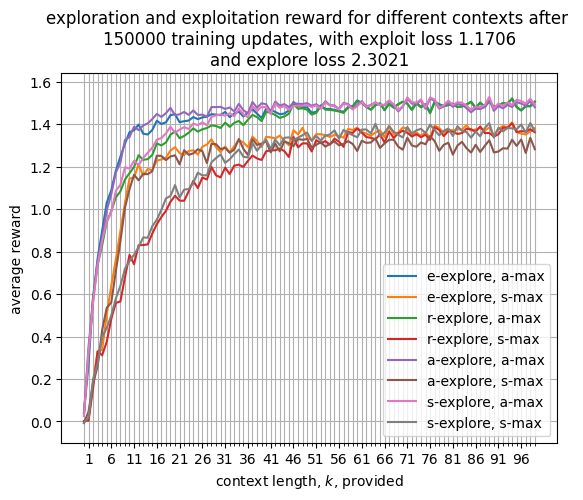 exploration and exploitation reward for different contexts after
150000 training updates, with exploit loss 1.1706
and explore loss 2.3021
1.6
1.4
1.2
1.0
0.8
0.6
0.4
0.2
0.0
average reward
e-explore, a-max
e-explore, s-max
r-explore, a-max
r-explore, s-max
a-explore, a-max
a-explore, s-max
s-explore, a-max
s-explore, s-max
1 6 11 16 21 26 31 36 41 46 51 56 61 66 71 76 81 86 91 96
context length, k, provided